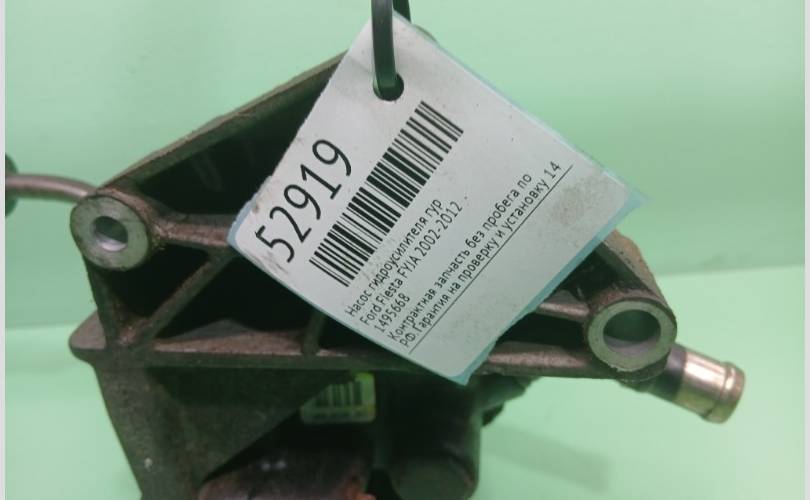 52919
Насос гидроусилителя гур
Ford Fiesta FYJA 2002-2012 .
1495668
Контрактная запчасть без пробега по
РФ.Гарантия на проверку и установку 14